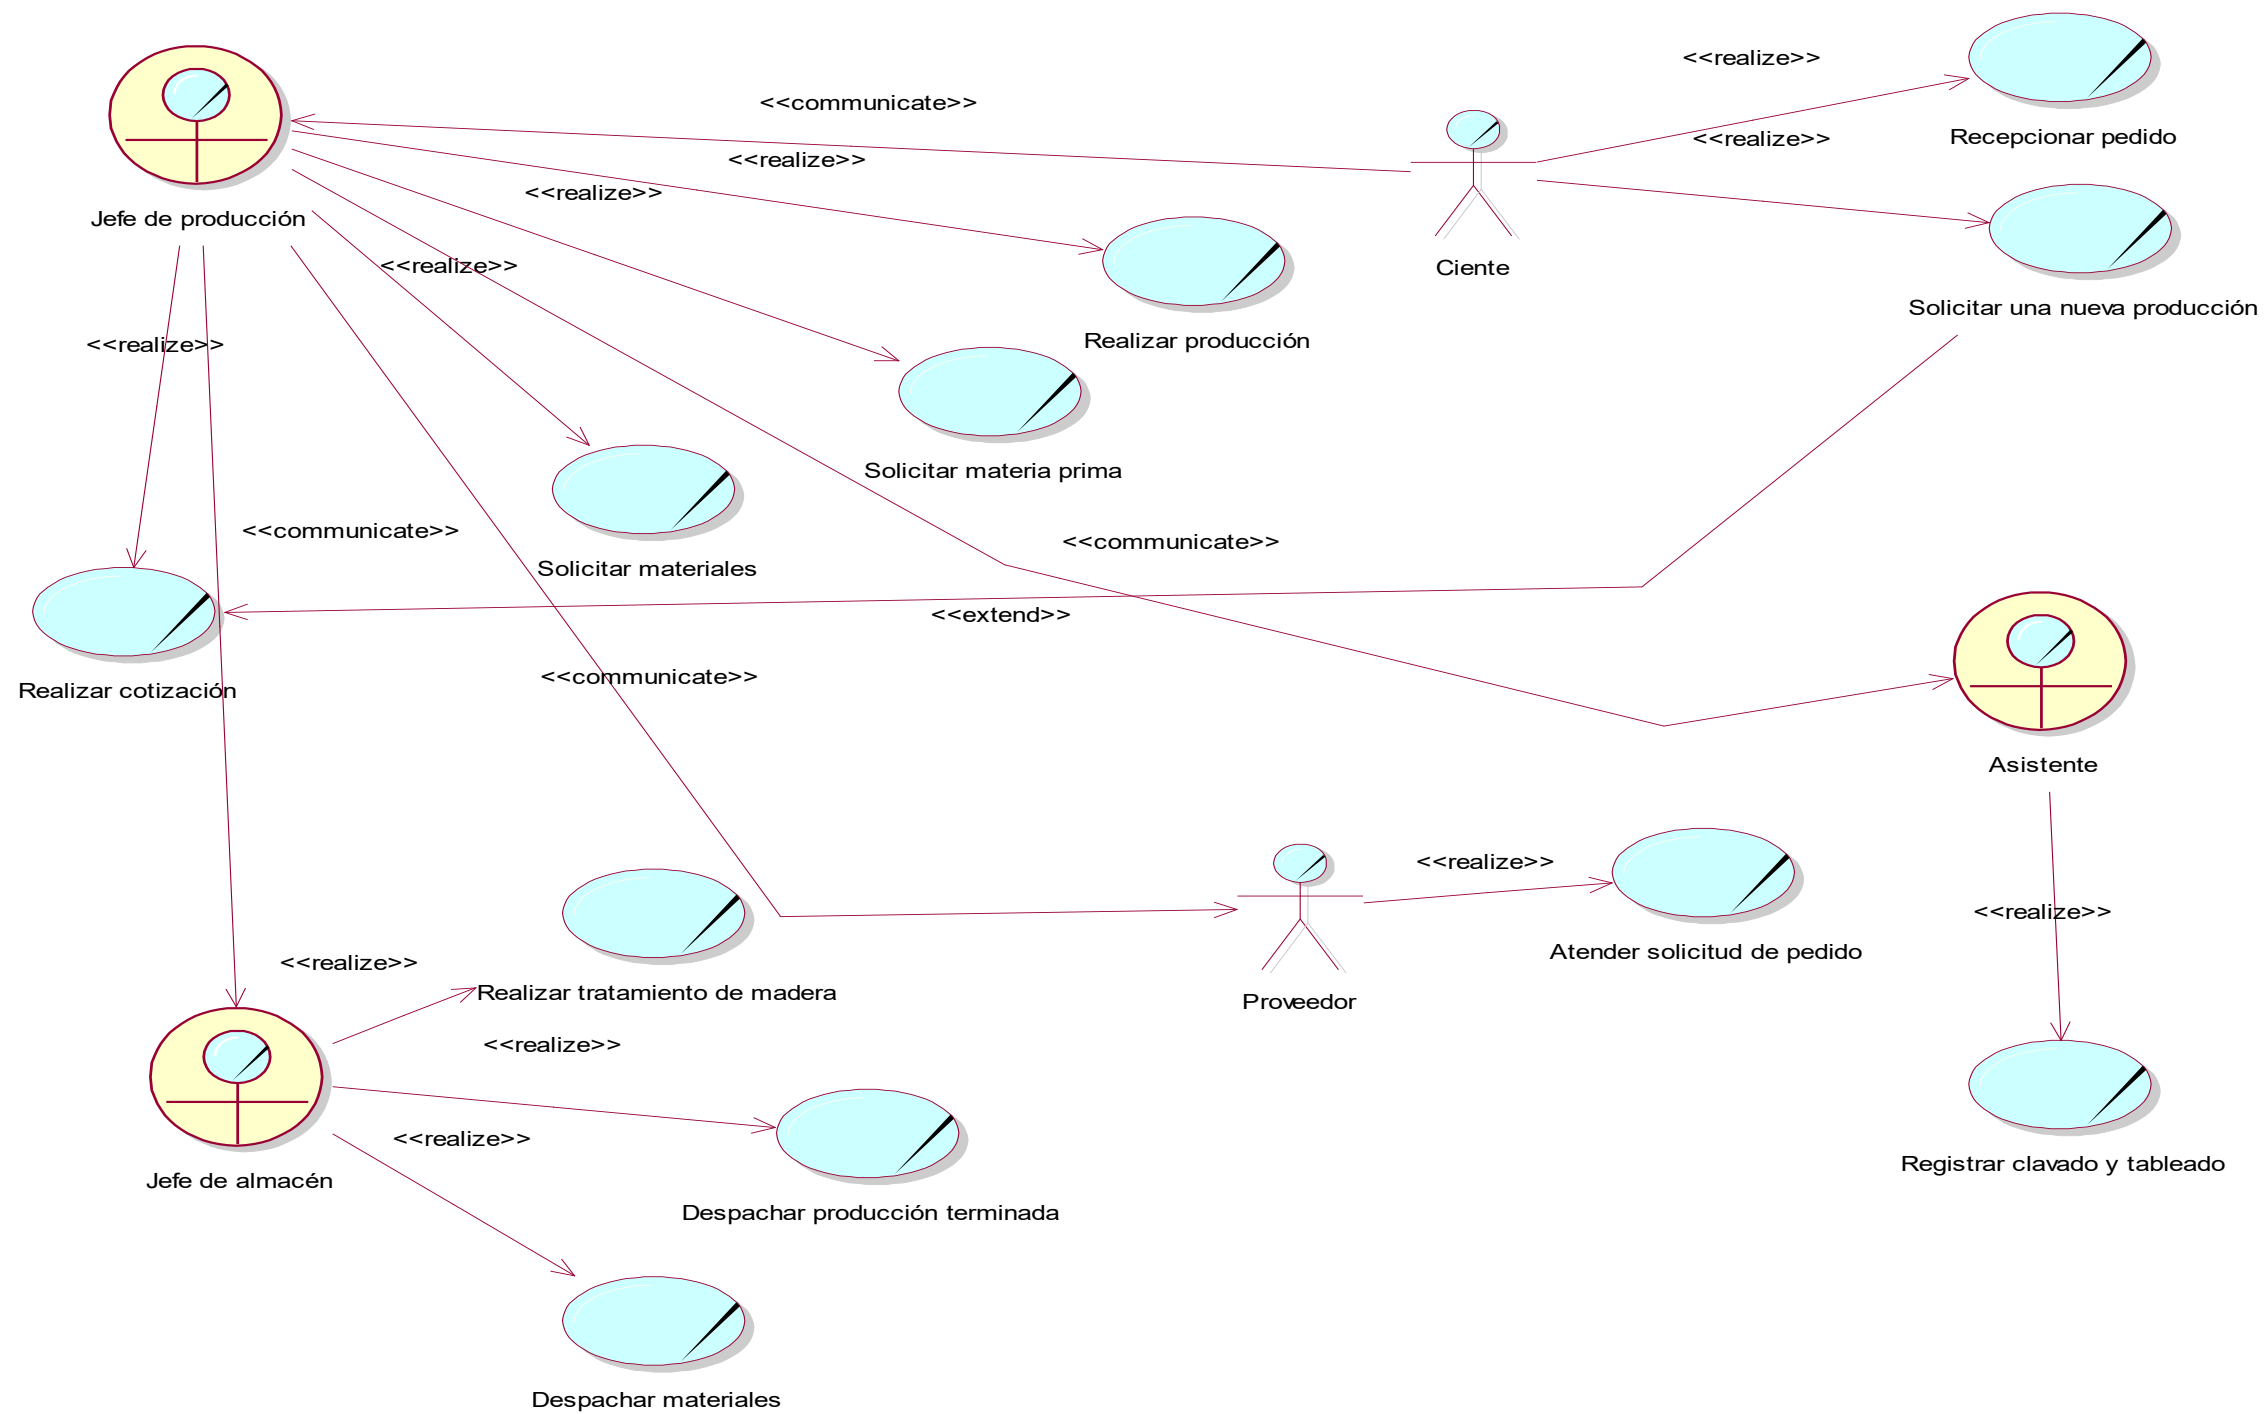 <<realize>>
<<communicate>>
Recepcionar pedido
<<realize>>
<<realize>>
<<realize>>
Jefe de producción
<<realize>>
Ciente
Solicitar una nueva producción
Realizar producción
<<realize>>
Solicitar materia prima
<<communicate>>
<<communicate>>
Solicitar materiales
<<extend>>
<<communicate>>
Realizar cotización
Asistente
<<realize>>
<<realize>>
Atender solicitud de pedido
<<realize>>
Realizar tratamiento de madera
Proveedor
<<realize>>
<<realize>>
Registrar clavado y tableado
Jefe de almacén
Despachar producción terminada
Despachar materiales